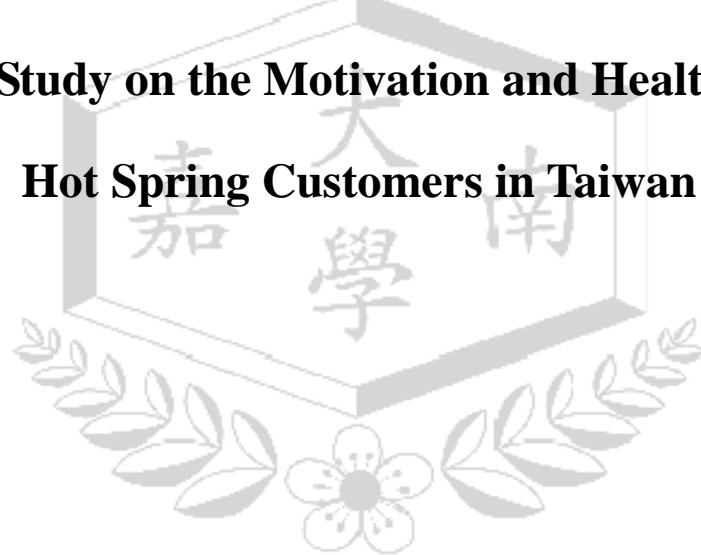 Study on the Motivation and Healt
Hot Spring Customers in Taiwan
大
嘉 南
學